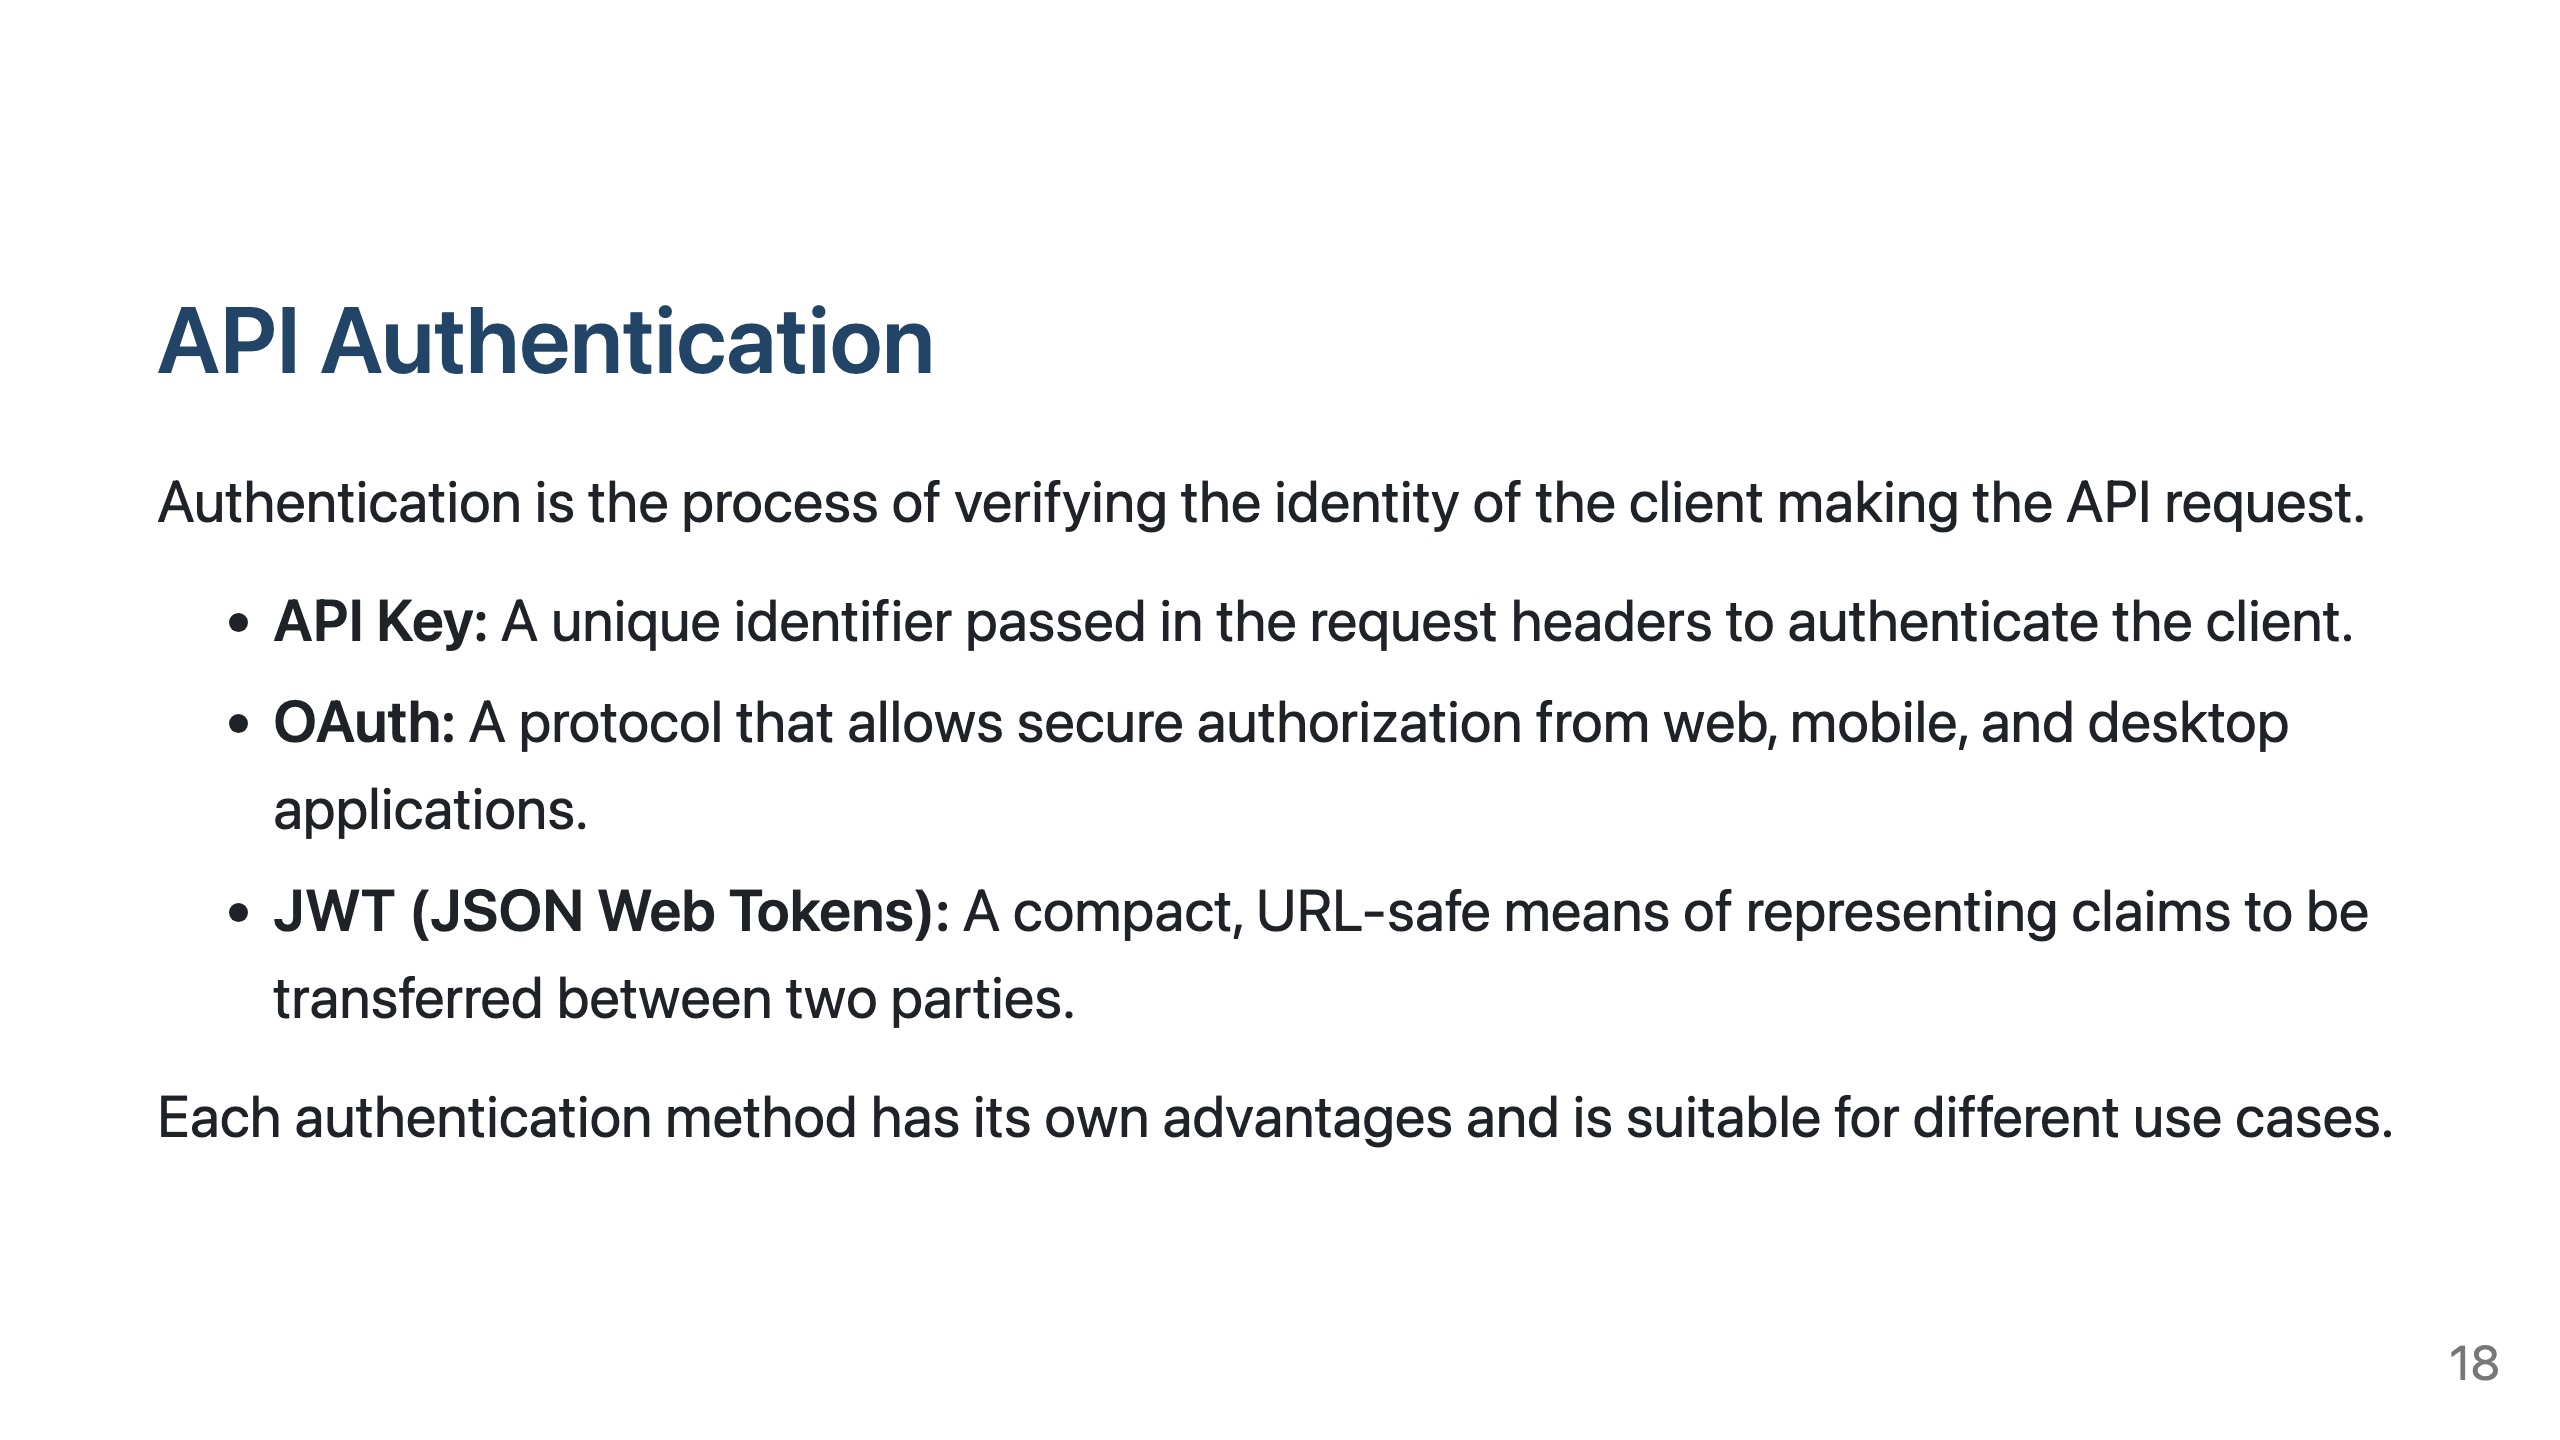 API Authentication
Authentication is the process of verifying the identity of the client making the API request.
• API Key: A unique identifier passed in the request headers to authenticate the client.
• OAuth: A protocol that allows secure authorization from web, mobile, and desktop
applications.
• JWT (JSON Web Tokens): A compact, URL-safe means of representing claims to be
transferred between two parties.
Each authentication method has its own advantages and is suitable for different use cases.
18